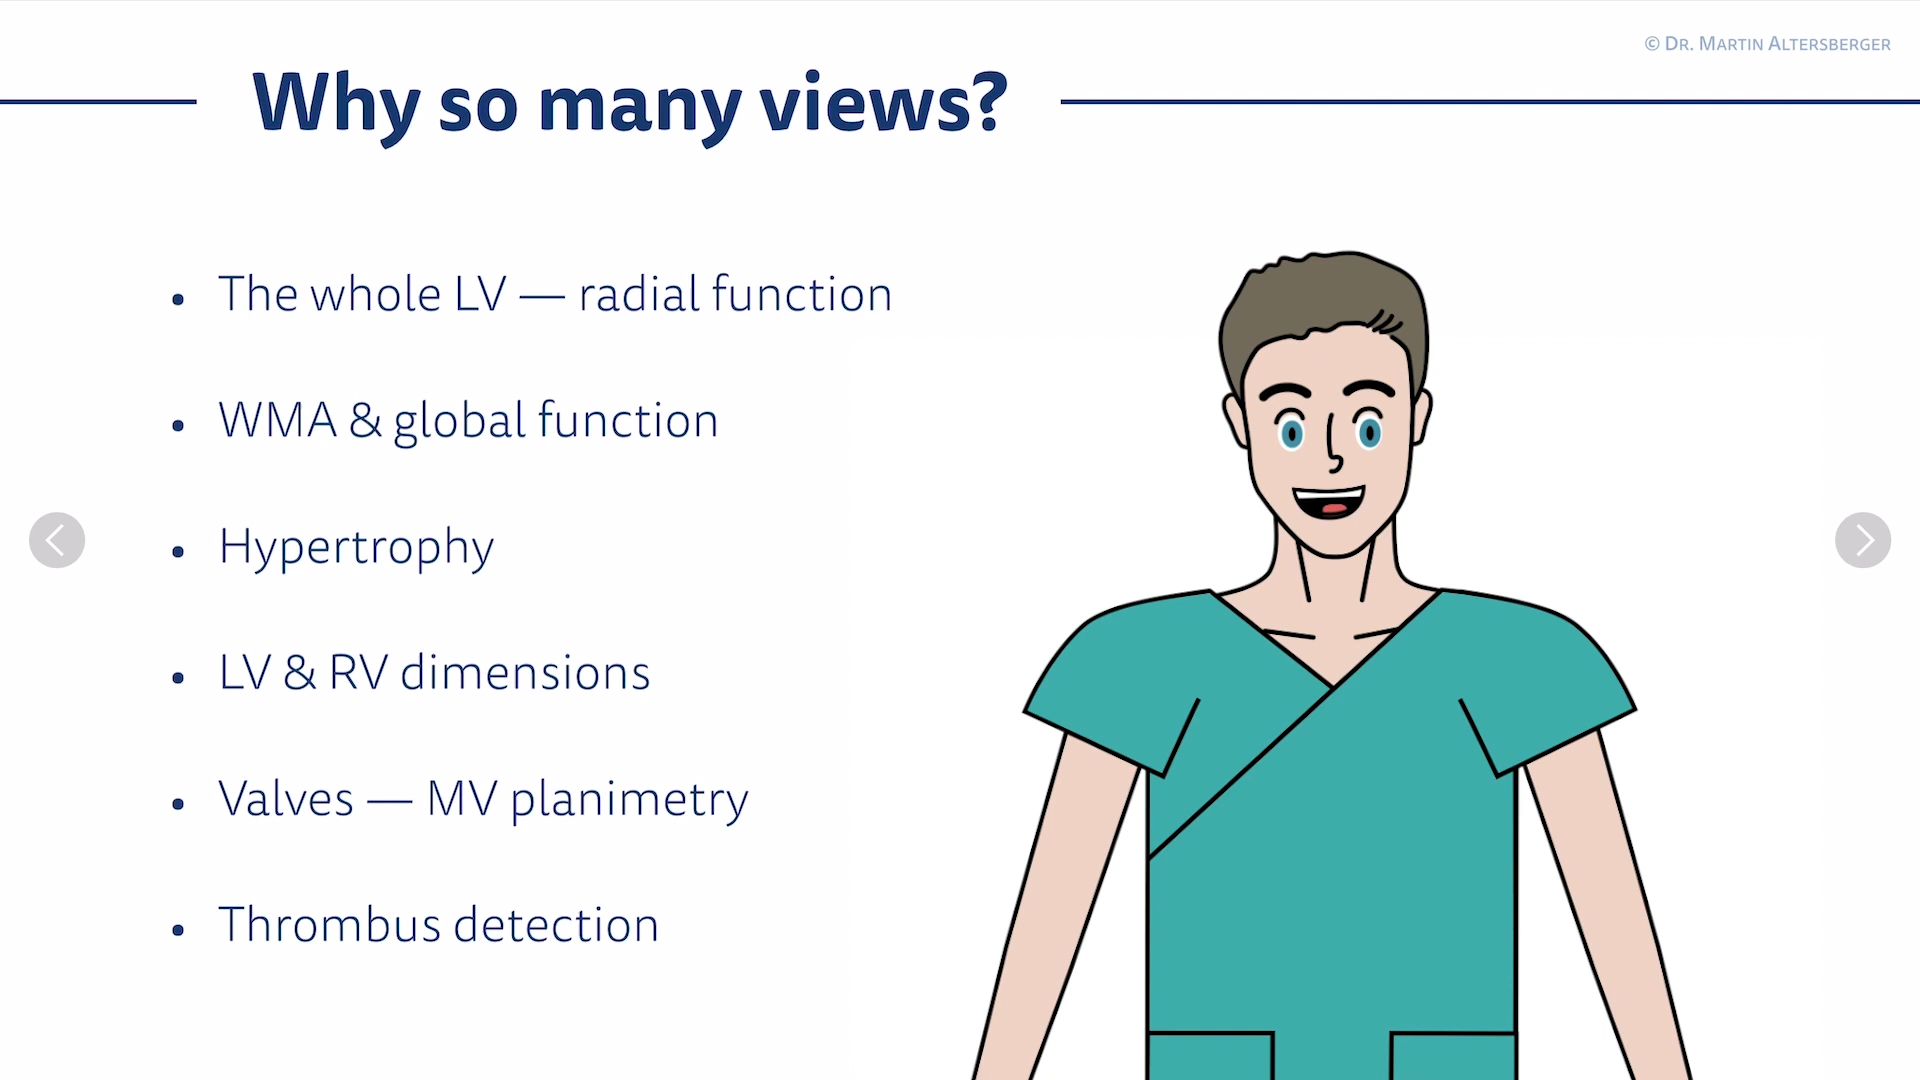 © Dr. Martin Altersberger
Why so many views?
• The whole LV — radial function
• WMA & global function
• Hypertrophy
• LV & RV dimensions
• Valves — MV planimetry
• Thrombus detection